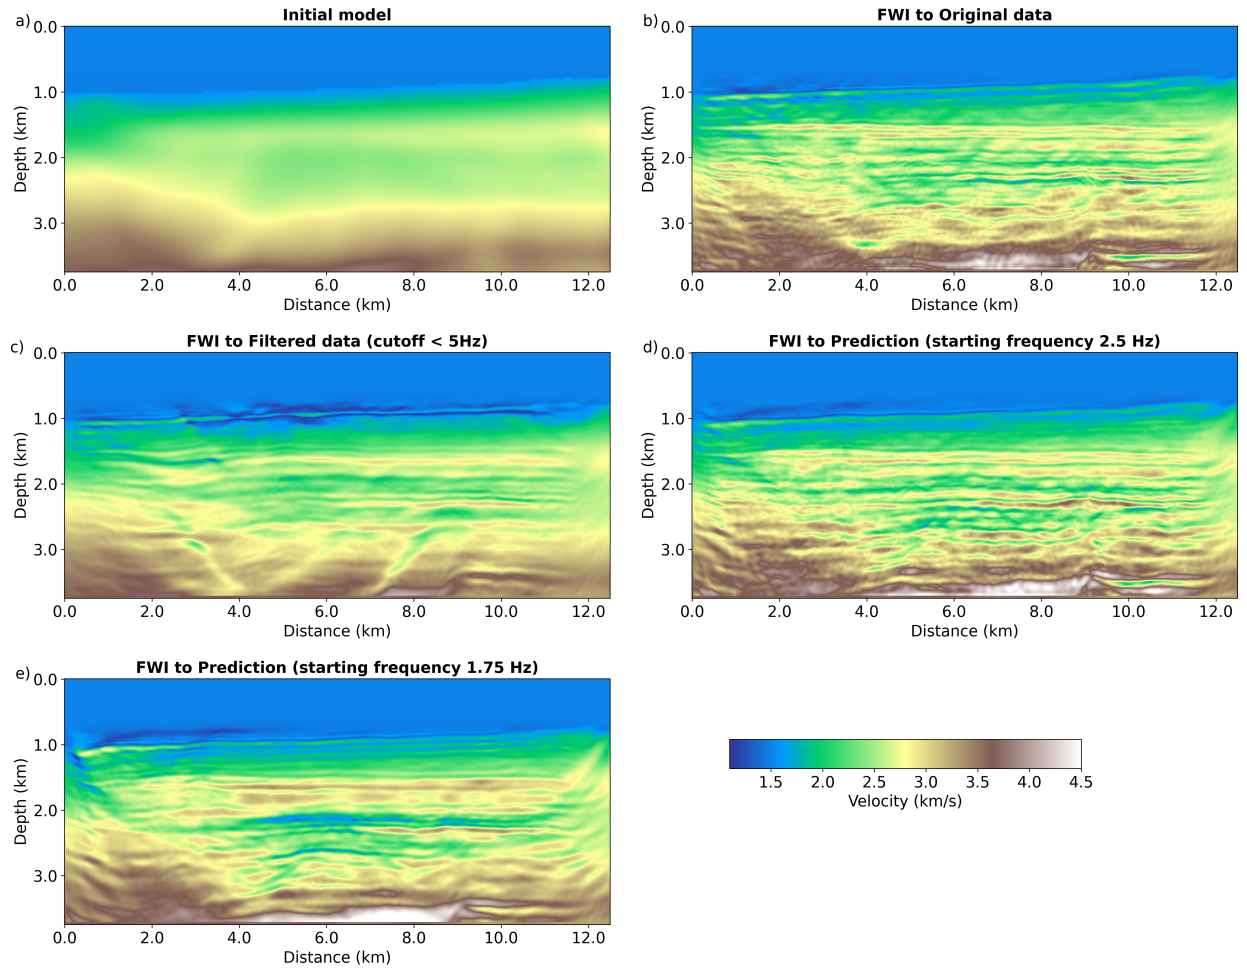 a) Initial model
0.0
1.0
2.0
3.0
Depth (km)
0.0 2.0 4.0 6.0 8.0 10.0 12.0
Distance (km)
b) FWI to Original data
0.0
1.0
2.0
3.0
Depth (km)
0.0 2.0 4.0 6.0 8.0 10.0 12.0
Distance (km)
c) FWI to Filtered data (cutoff < 5Hz)
0.0
1.0
2.0
3.0
Depth (km)
0.0 2.0 4.0 6.0 8.0 10.0 12.0
Distance (km)
d) FWI to Prediction (starting frequency 2.5 Hz)
0.0
1.0
2.0
3.0
Depth (km)
0.0 2.0 4.0 6.0 8.0 10.0 12.0
Distance (km)
e) FWI to Prediction (starting frequency 1.75 Hz)
0.0
1.0
2.0
3.0
Depth (km)
0.0 2.0 4.0 6.0 8.0 10.0 12.0
Distance (km)
1.5 2.0 2.5 3.0 3.5 4.0 4.5
Velocity (km/s)